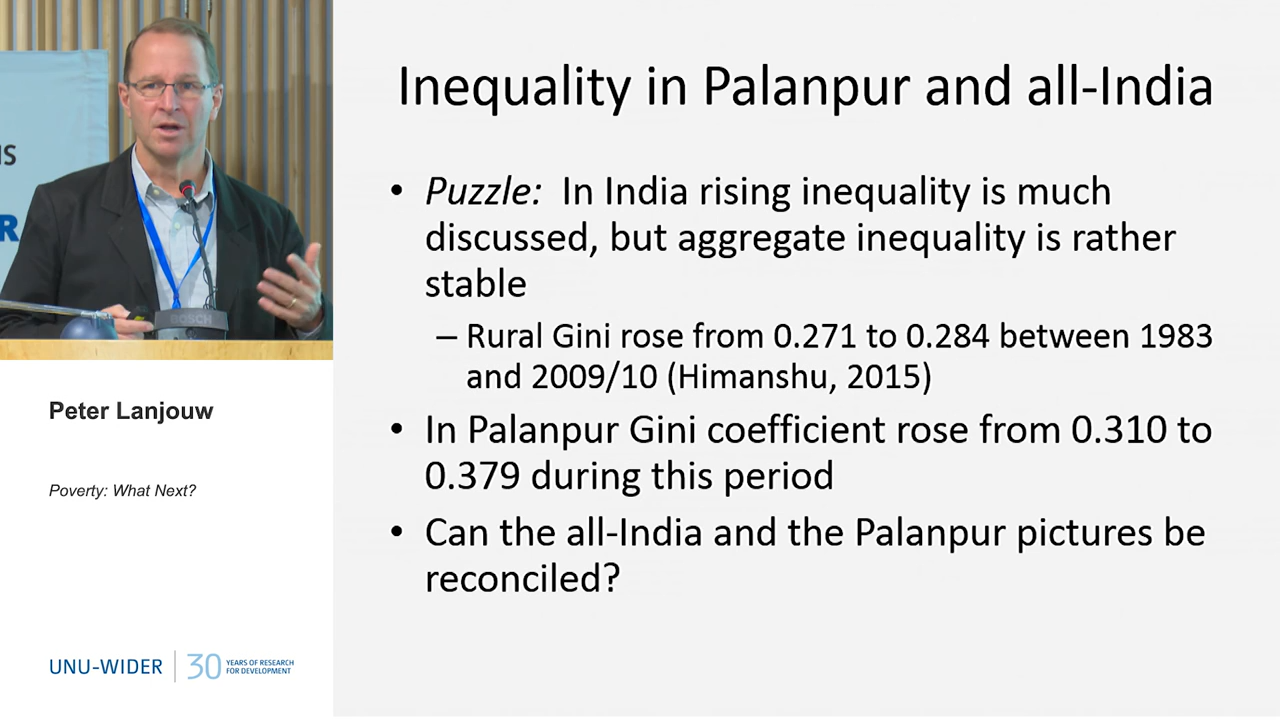 Inequality in Palanpur and all-India
• Puzzle: In India rising inequality is much
discussed, but aggregate inequality is rather
stable
– Rural Gini rose from 0.271 to 0.284 between 1983
and 2009/10 (Himanshu, 2015)
• In Palanpur Gini coefficient rose from 0.310 to
0.379 during this period
• Can the all-India and the Palanpur pictures be
reconciled?
IS
R
BOSCH
Peter Lanjouw
Poverty: What Next?
UNU-WIDER
30
YEARS OF RESEARCH
FOR DEVELOPMENT